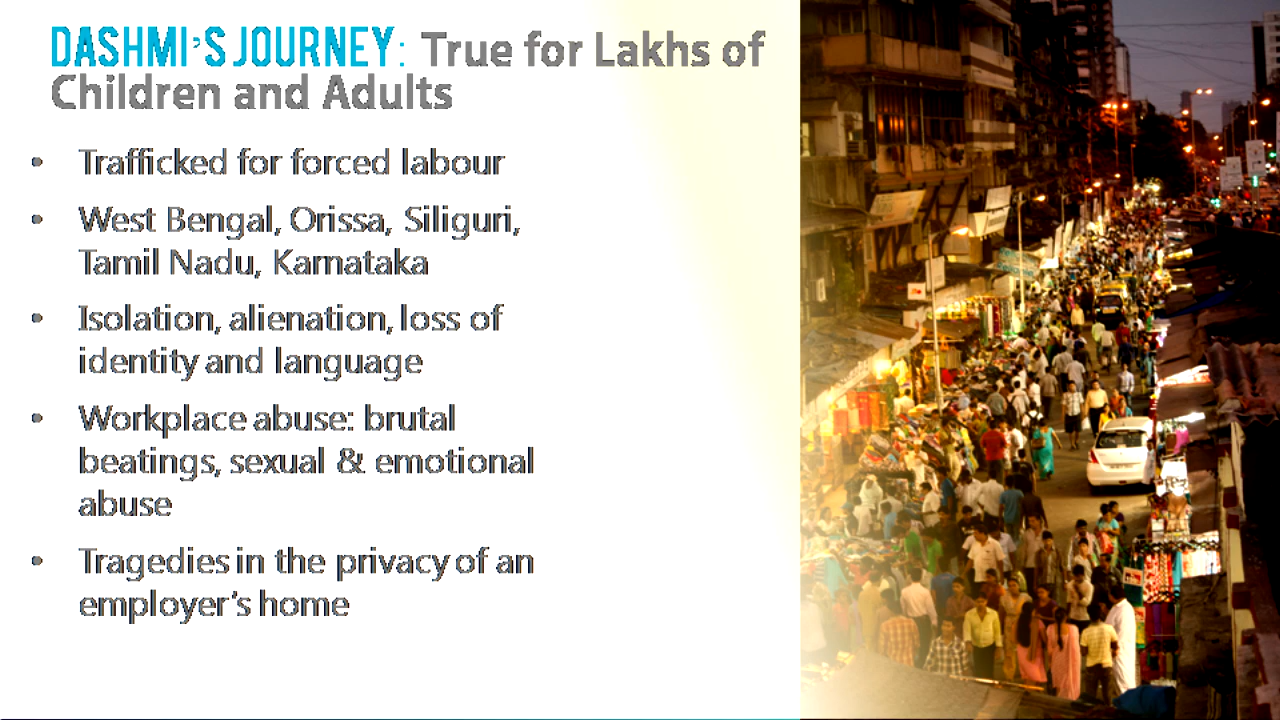 DASHMI'S JOURNEY: True for Lakhs of
Children and Adults
• Trafficked for forced labour
• West Bengal, Orissa, Siliguri,
Tamil Nadu, Karnataka
• Isolation, alienation, loss of
identity and language
• Workplace abuse: brutal
beatings, sexual & emotional
abuse
• Tragedies in the privacy of an
employer's home